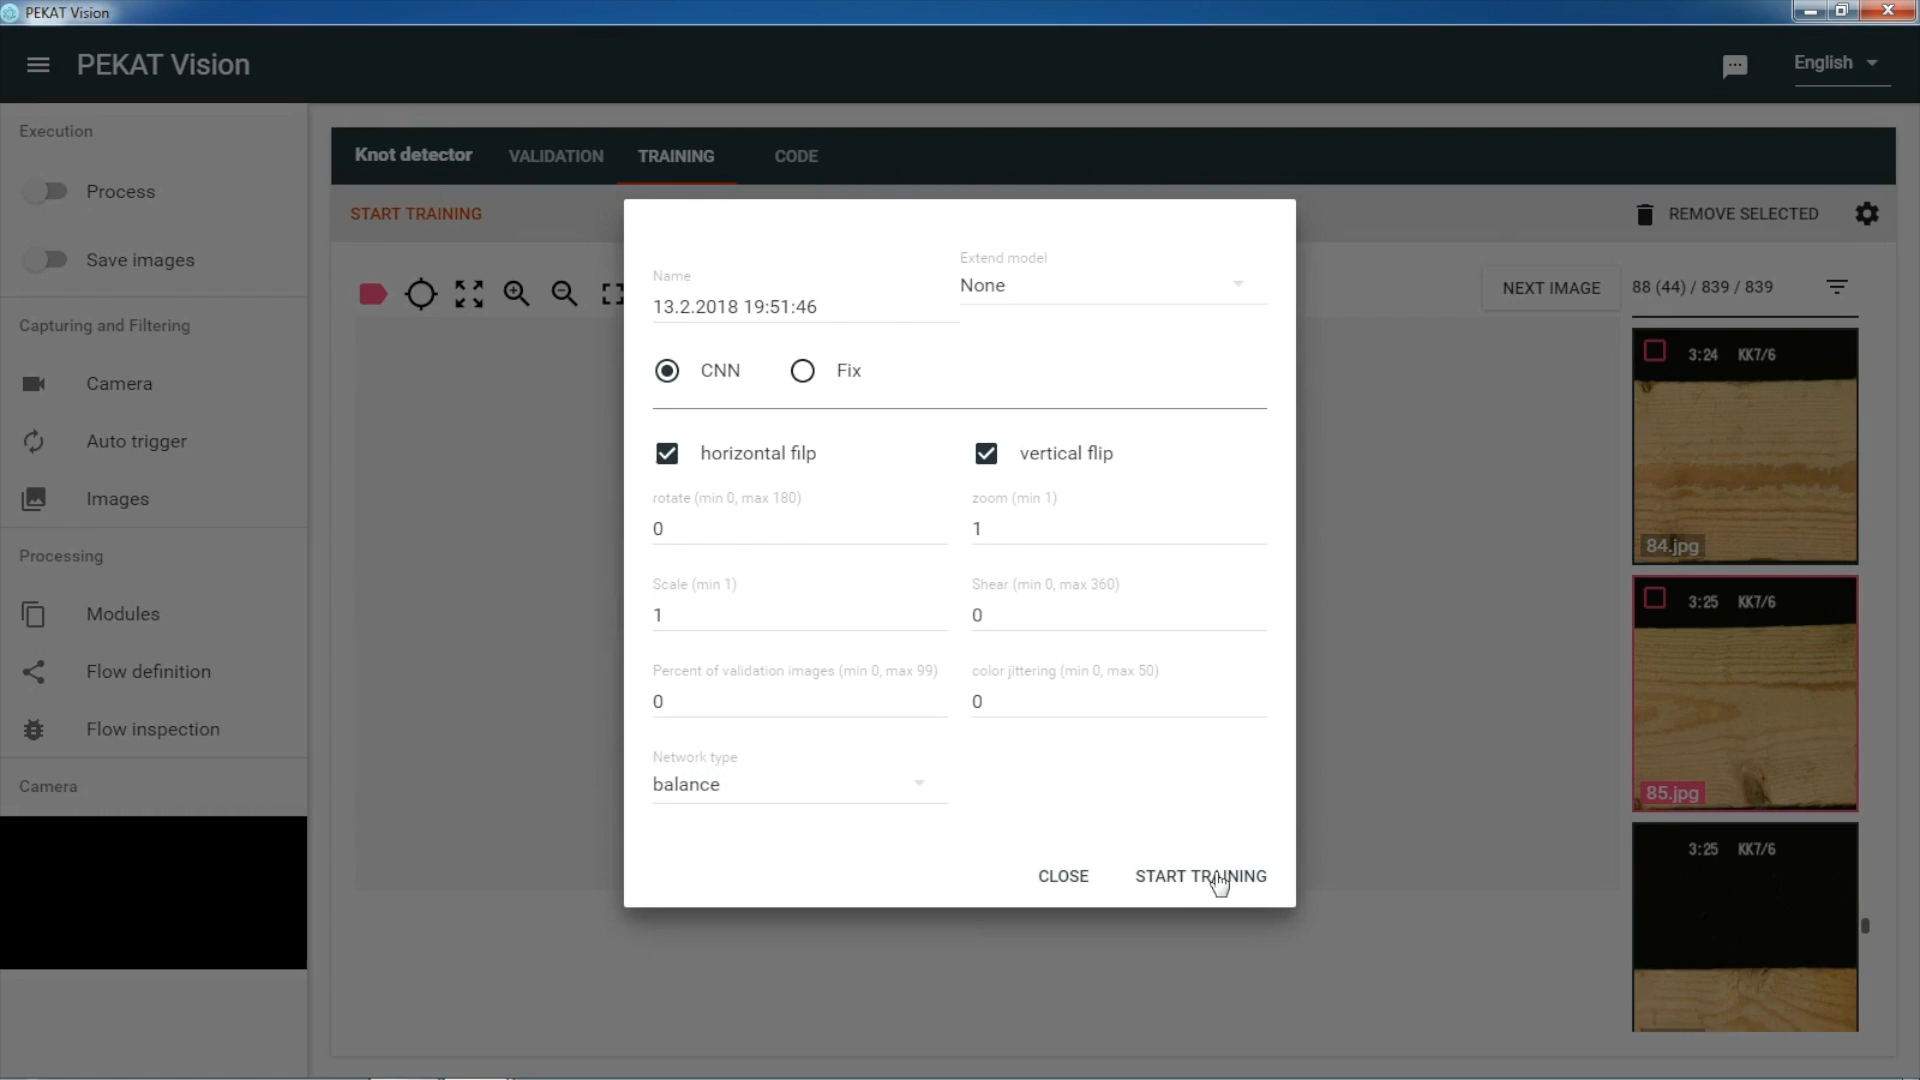 PEKAT Vision
PEKAT Vision
English
Execution
Process
Save images
Capturing and Filtering
Camera
Auto trigger
Images
Processing
Modules
Flow definition
Flow inspection
Camera
Knot detector VALIDATION TRAINING CODE
START TRAINING
REMOVE SELECTED
NEXT IMAGE
88 (44) / 839 / 839
3:24 KK7/6
84.jpg
3:25 KK7/6
85.jpg
3:25 KK7/6
Name
13.2.2018 19:51:46
Extend model
None
CNN
Fix
horizontal filp
vertical flip
rotate (min 0, max 180)
0
zoom (min 1)
1
Scale (min 1)
1
Shear (min 0, max 360)
0
Percent of validation images (min 0, max 99)
0
color jittering (min 0, max 50)
0
Network type
balance
CLOSE
START TRAINING